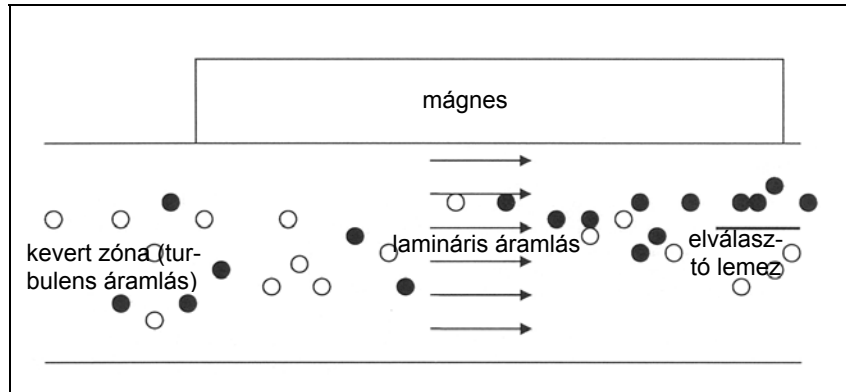 mágnes
kevert zóna (tur-
bulens áramlás)
lamináris áramlás
elválasz-
tó lemez